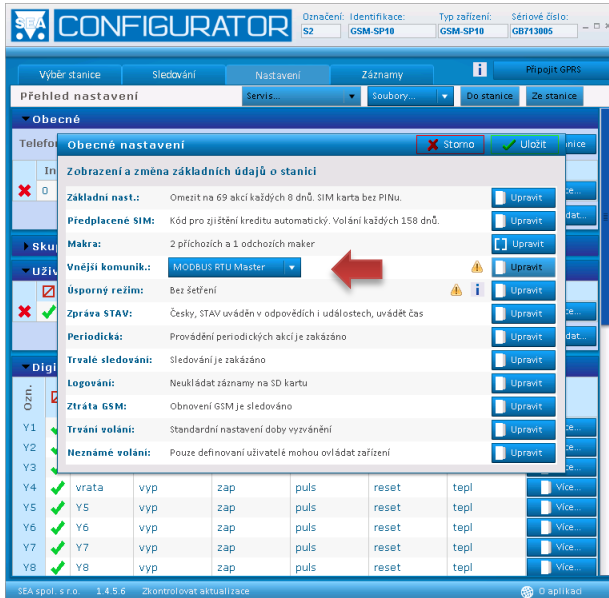 SEA CONFIGURATOR
Označení: Identifikace: Typ zařízení: Sériové číslo:
S2 GSM-SP10 GSM-SP10 GB713005
Výběr stanice Sledování Nastavení Záznamy i Připojit GPRS
Přehled nastavení Servis... Soubory... Do stanice Ze stanice
Obecné
Obecné nastavení Storno Uložit
Zobrazení a změna základních údajů o stanici
Základní nast.: Omezit na 69 akcí každých 8 dnů. SIM karta bez PINu. Upravit
Předplacené SIM: Kód pro zjištění kreditu automatický. Volání každých 158 dnů. Upravit
Makra: 2 příchozích a 1 odchozích maker Upravit
Vnější komunik.: MODBUS RTU Master Upravit
Úsporný režim: Bez šetření i Upravit
Zpráva STAV: Česky, STAV uváděn v odpovědích i událostech, uvádět čas Upravit
Periodická: Provádění periodických akcí je zakázáno Upravit
Trvalé sledování: Sledování je zakázáno Upravit
Logování: Neukládat záznamy na SD kartu Upravit
Ztráta GSM: Obnovení GSM je sledováno Upravit
Trvání volání: Standardní nastavení doby vyzvánění Upravit
Neznámé volání: Pouze definovaní uživatelé mohou ovládat zařízení Upravit
Ozn.
Y1
Y2
Y3
Y4 vrata vyp zap puls reset tepl Více...
Y5 Y5 vyp zap puls reset tepl Více...
Y6 Y6 vyp zap puls reset tepl Více...
Y7 Y7 vyp zap puls reset tepl Více...
Y8 Y8 vyp zap puls reset tepl Více...
SEA spol. s r.o. 1.4.5.6 Zkontrolovat aktualizace O aplikaci